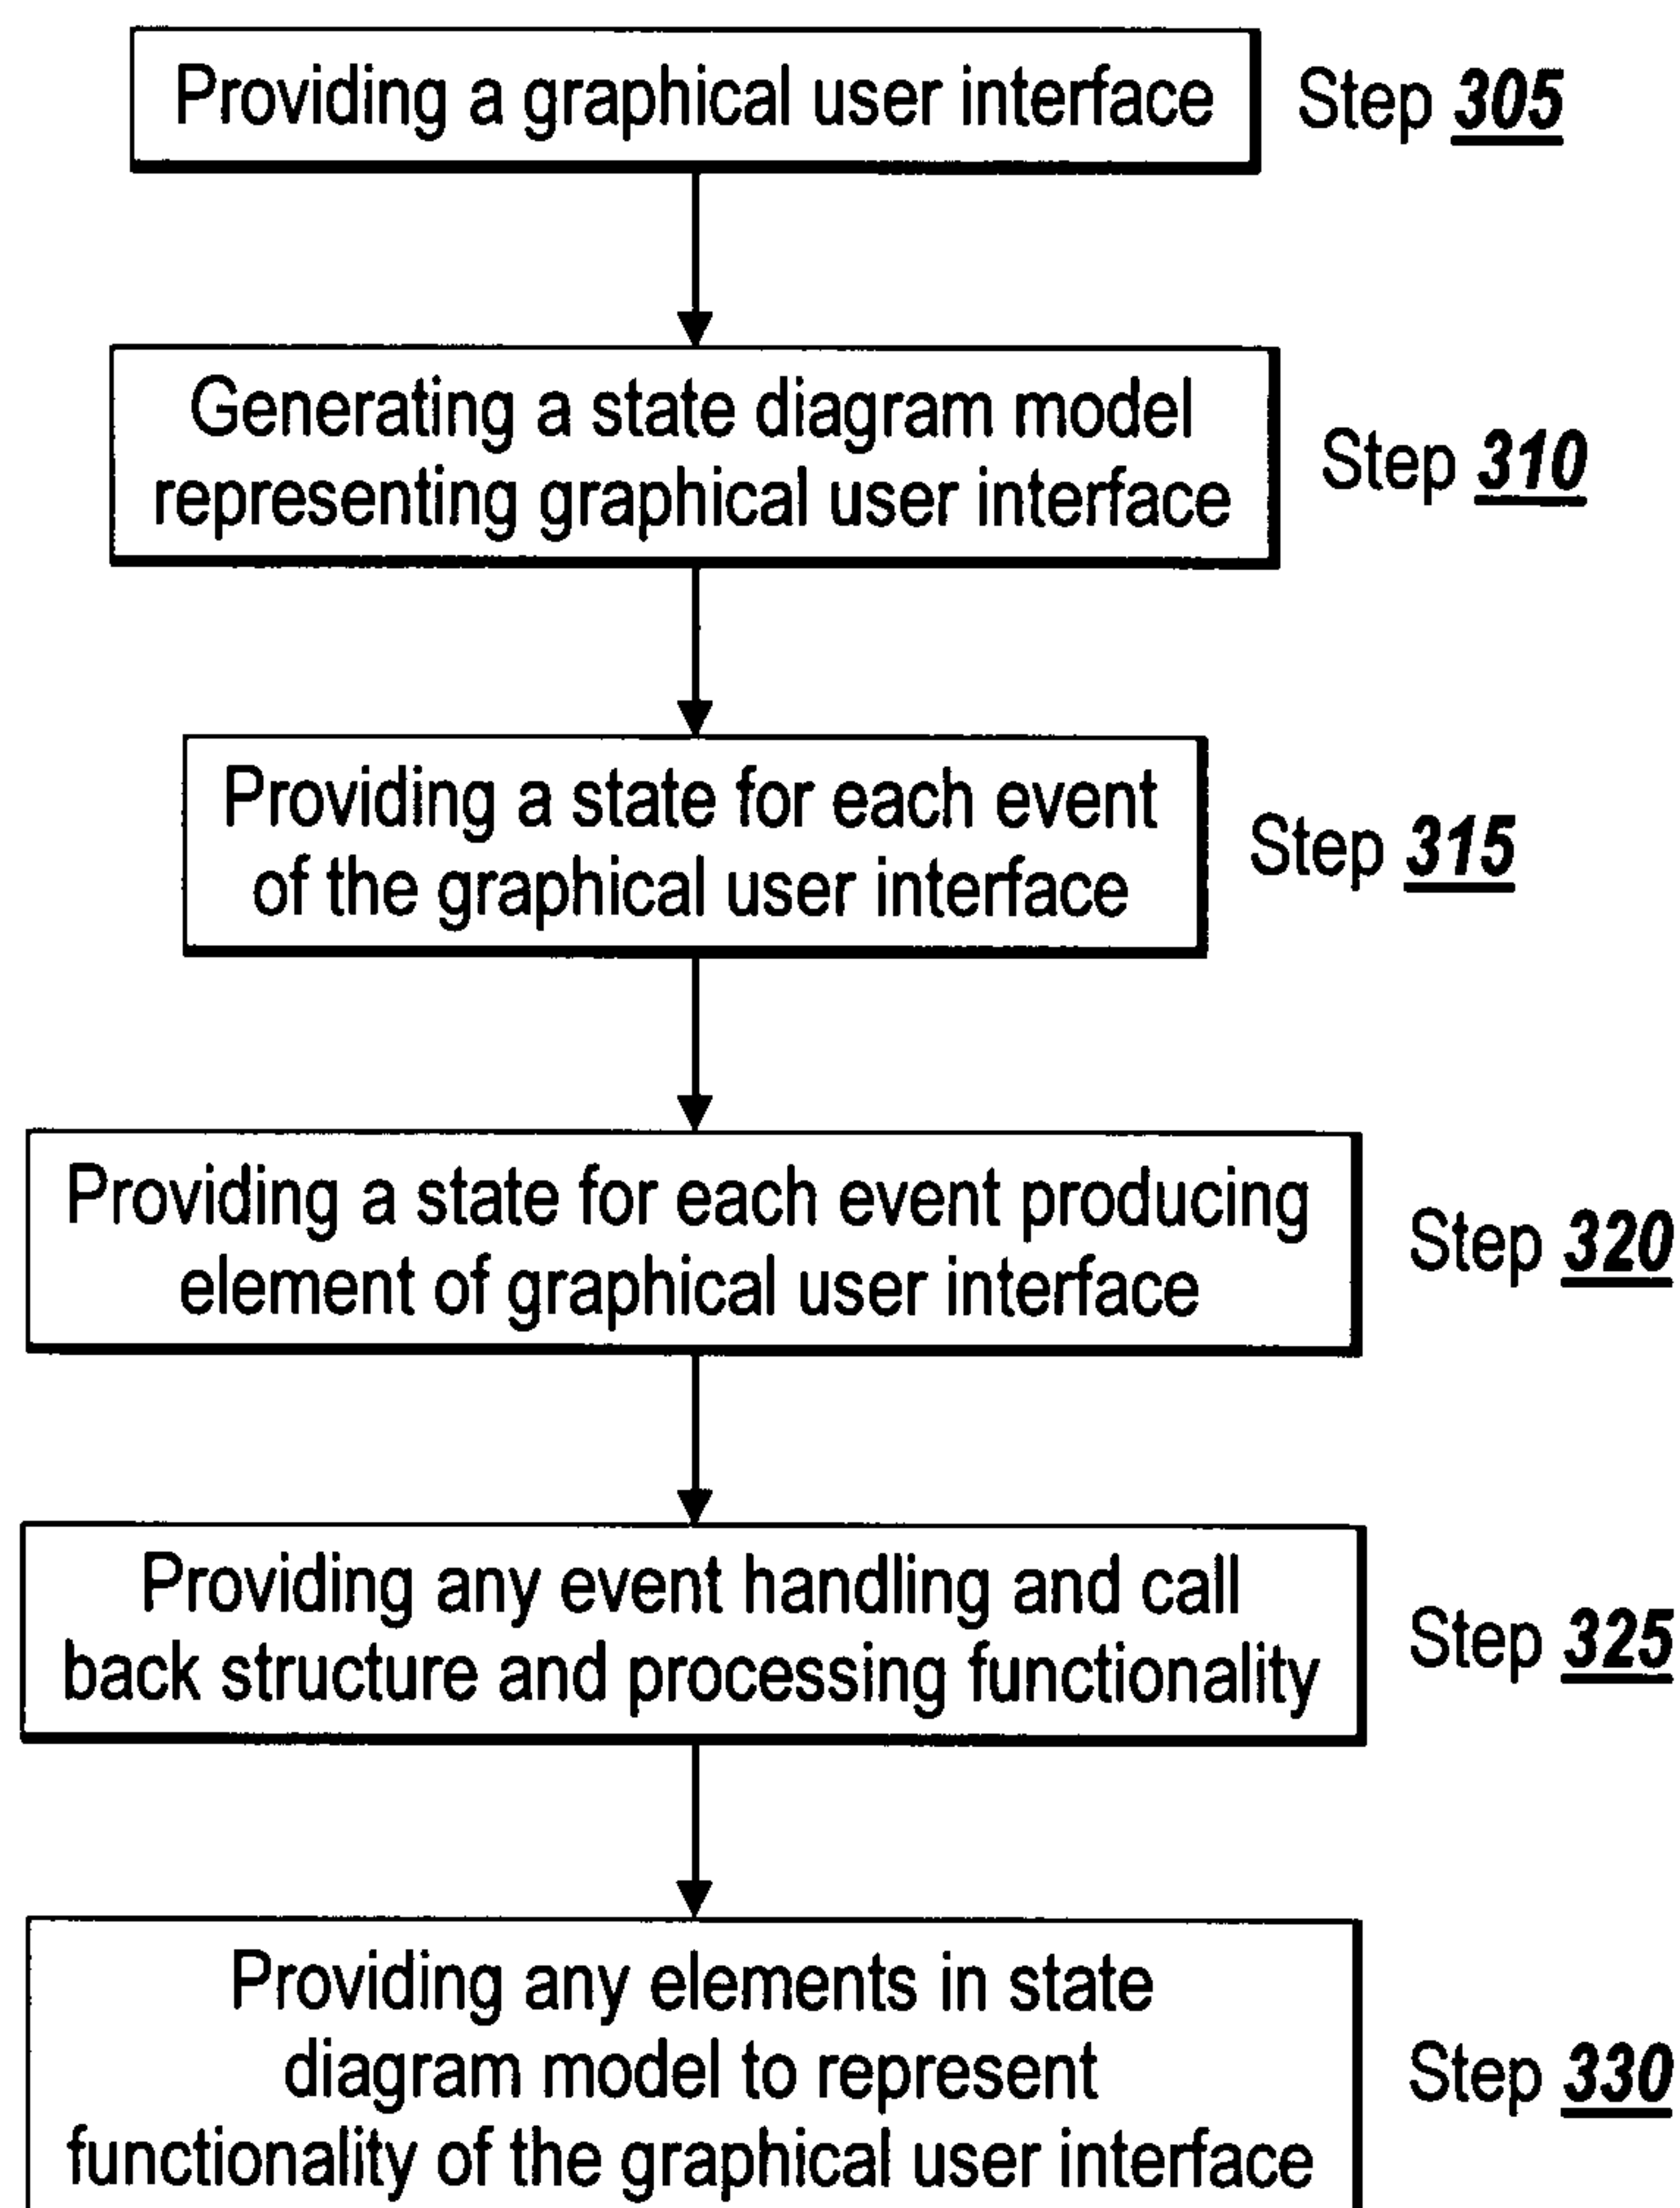 Providing a graphical user interface
Step 305
Generating a state diagram model
representing graphical user interface
Step 310
Providing a state for each event
of the graphical user interface
Step 315
Providing a state for each event producing
element of graphical user interface
Step 320
Providing any event handling and call
back structure and processing functionality
Step 325
Providing any elements in state
diagram model to represent
functionality of the graphical user interface
Step 330